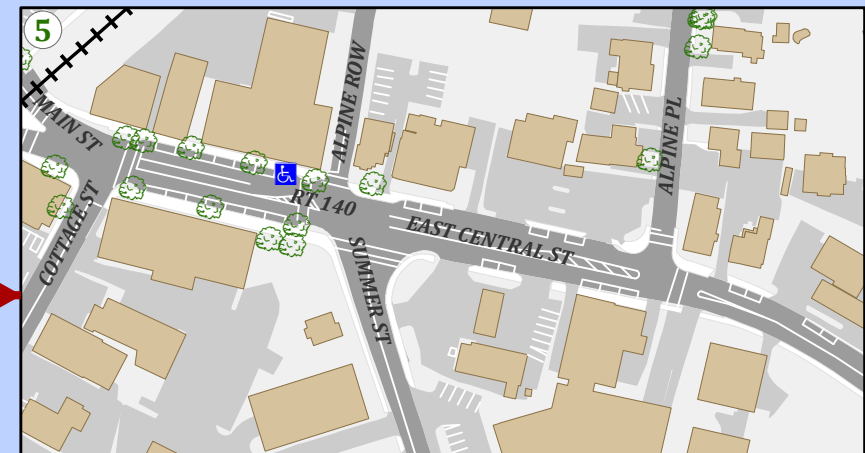 5
MAIN ST
ALPINE ROW
ALPINE PL
COTTAGE ST
RT 140
EAST CENTRAL ST
SUMMER ST